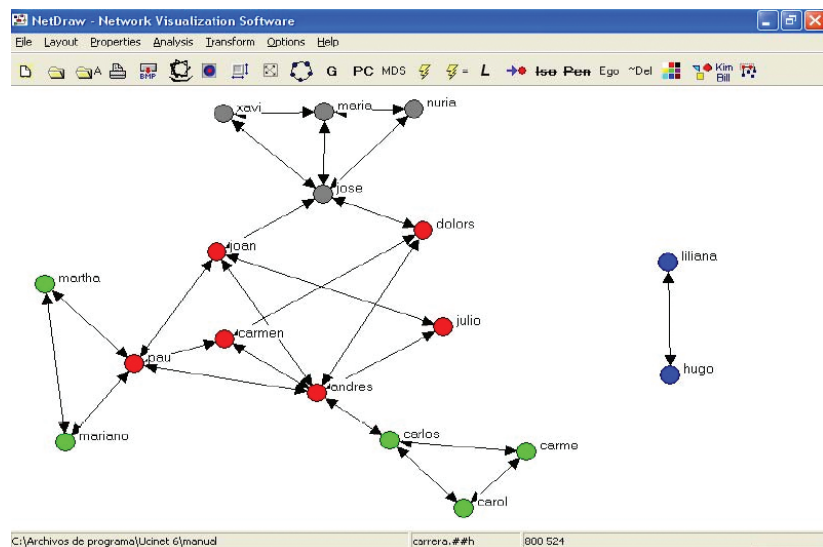 NetDraw - Network Visualization Software
File Layout Properties Analysis Transform Options Help
A BMP G PC MDS = L Iso Pen Ego ~Del Kim Bill
xavi
maria
nuria
jose
dolors
joan
liliana
martha
julio
carmen
pau
hugo
andres
carlos
mariano
carme
carol
C:\Archivos de programa\Ucinet 6\manual carrera.##h 800 524